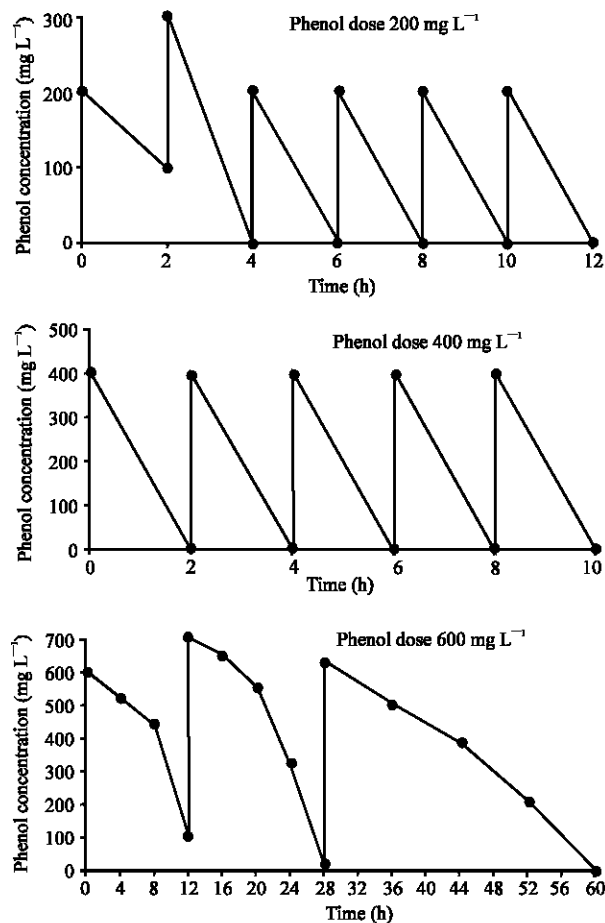 Phenol dose 200 mg L⁻¹
Phenol concentration (mg L⁻¹)
300
200
100
0
0 2 4 6 8 10 12
Time (h)
Phenol dose 400 mg L⁻¹
Phenol concentration (mg L⁻¹)
500
400
300
200
100
0
0 2 4 6 8 10
Time (h)
Phenol dose 600 mg L⁻¹
Phenol concentration (mg L⁻¹)
700
600
500
400
300
200
100
0
0 4 8 12 16 20 24 28 32 36 40 44 48 52 56 60
Time (h)